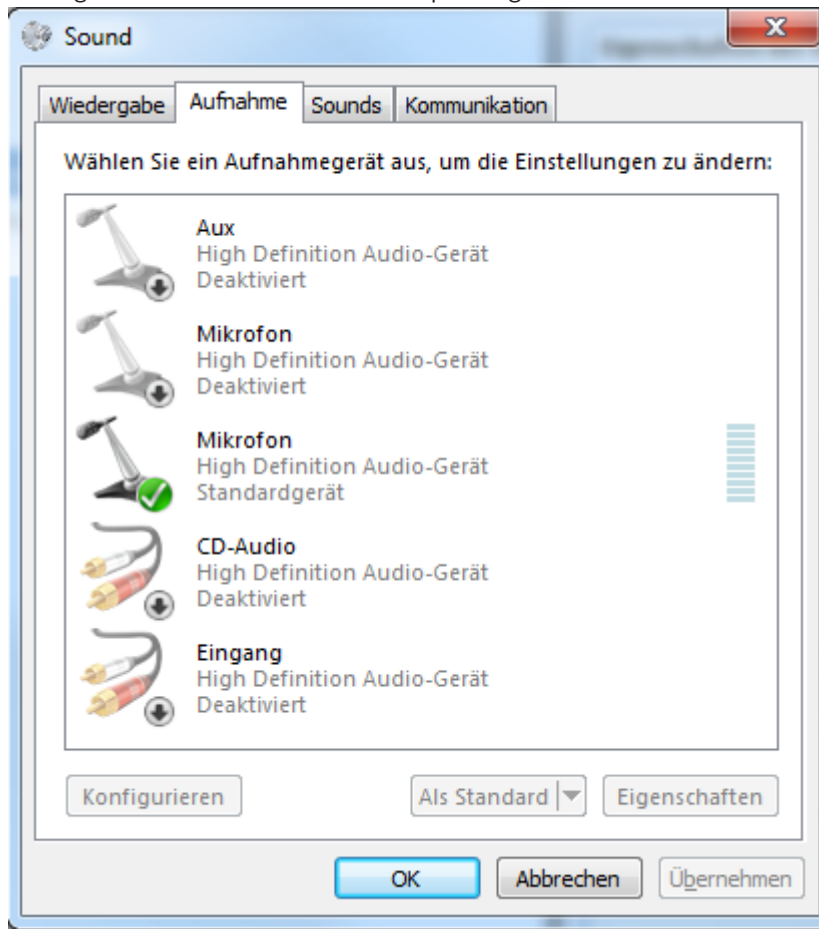 Sound
Wiedergabe Aufnahme Sounds Kommunikation
Wählen Sie ein Aufnahmegerät aus, um die Einstellungen zu ändern:
Aux
High Definition Audio-Gerät
Deaktiviert
Mikrofon
High Definition Audio-Gerät
Deaktiviert
Mikrofon
High Definition Audio-Gerät
Standardgerät
CD-Audio
High Definition Audio-Gerät
Deaktiviert
Eingang
High Definition Audio-Gerät
Deaktiviert
Konfigurieren Als Standard Eigenschaften
OK Abbrechen Übernehmen